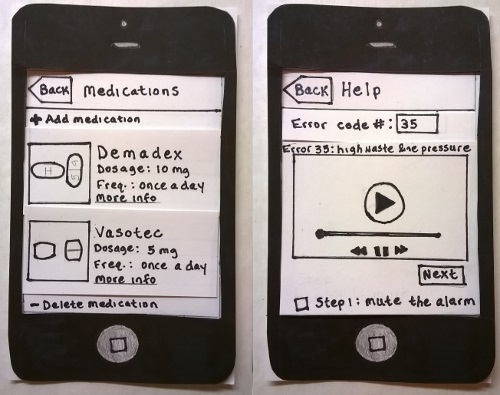 Back Medications
+ Add medication
Demadex
Dosage: 10 mg
Freq.: once a day
More info
Vasotec
Dosage: 5 mg
Freq.: once a day
More info
- Delete medication
Back Help
Error code #: 35
Error 35: high waste line pressure
Next
Step 1: mute the alarm